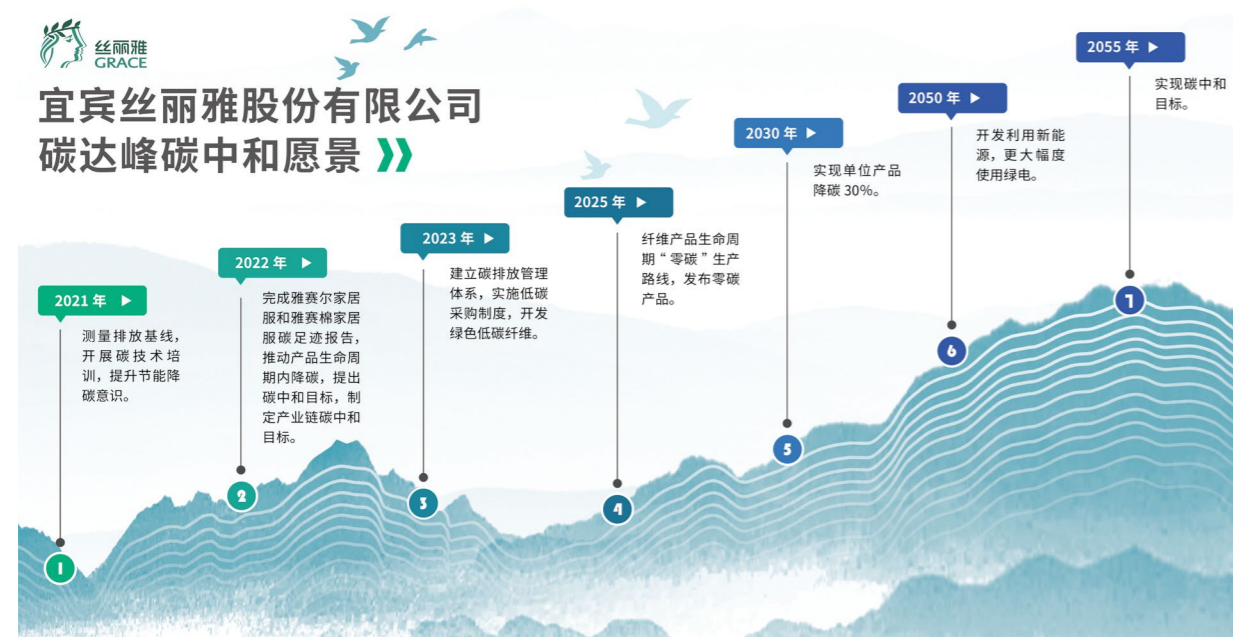 丝丽雅
GRACE
宜宾丝丽雅股份有限公司
碳达峰碳中和愿景
2021 年
测量排放基线，
开展碳技术培
训，提升节能降
碳意识。
1
2022 年
完成雅赛尔家居
服和雅赛棉家居
服碳足迹报告，
推动产品生命周
期内降碳，提出
碳中和目标，制
定产业链碳中和
目标。
2
2023 年
建立碳排放管理
体系，实施低碳
采购制度，开发
绿色低碳纤维。
3
2025 年
纤维产品生命周
期“零碳”生产
路线，发布零碳
产品。
4
2030 年
实现单位产品
降碳 30%。
5
2050 年
开发利用新能
源，更大幅度
使用绿电。
6
2055 年
实现碳中和
目标。
7